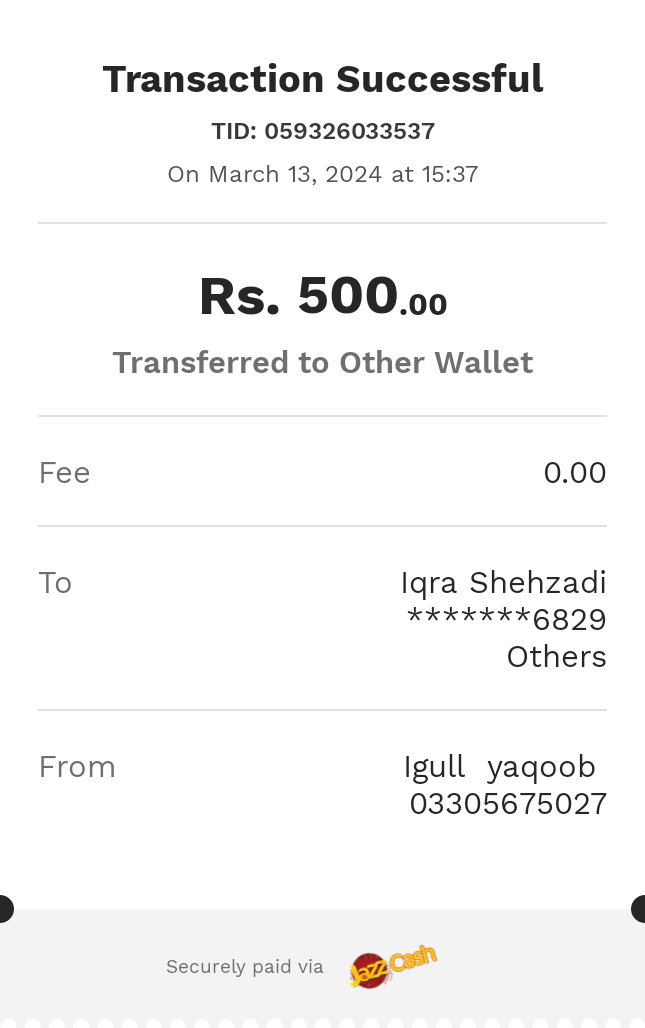 Transaction Successful
TID: 059326033537
On March 13, 2024 at 15:37
Rs. 500.00
Transferred to Other Wallet
Fee 0.00
To Iqra Shehzadi
*******6829
Others
From Igull yaqoob
03305675027
Securely paid via JazzCash